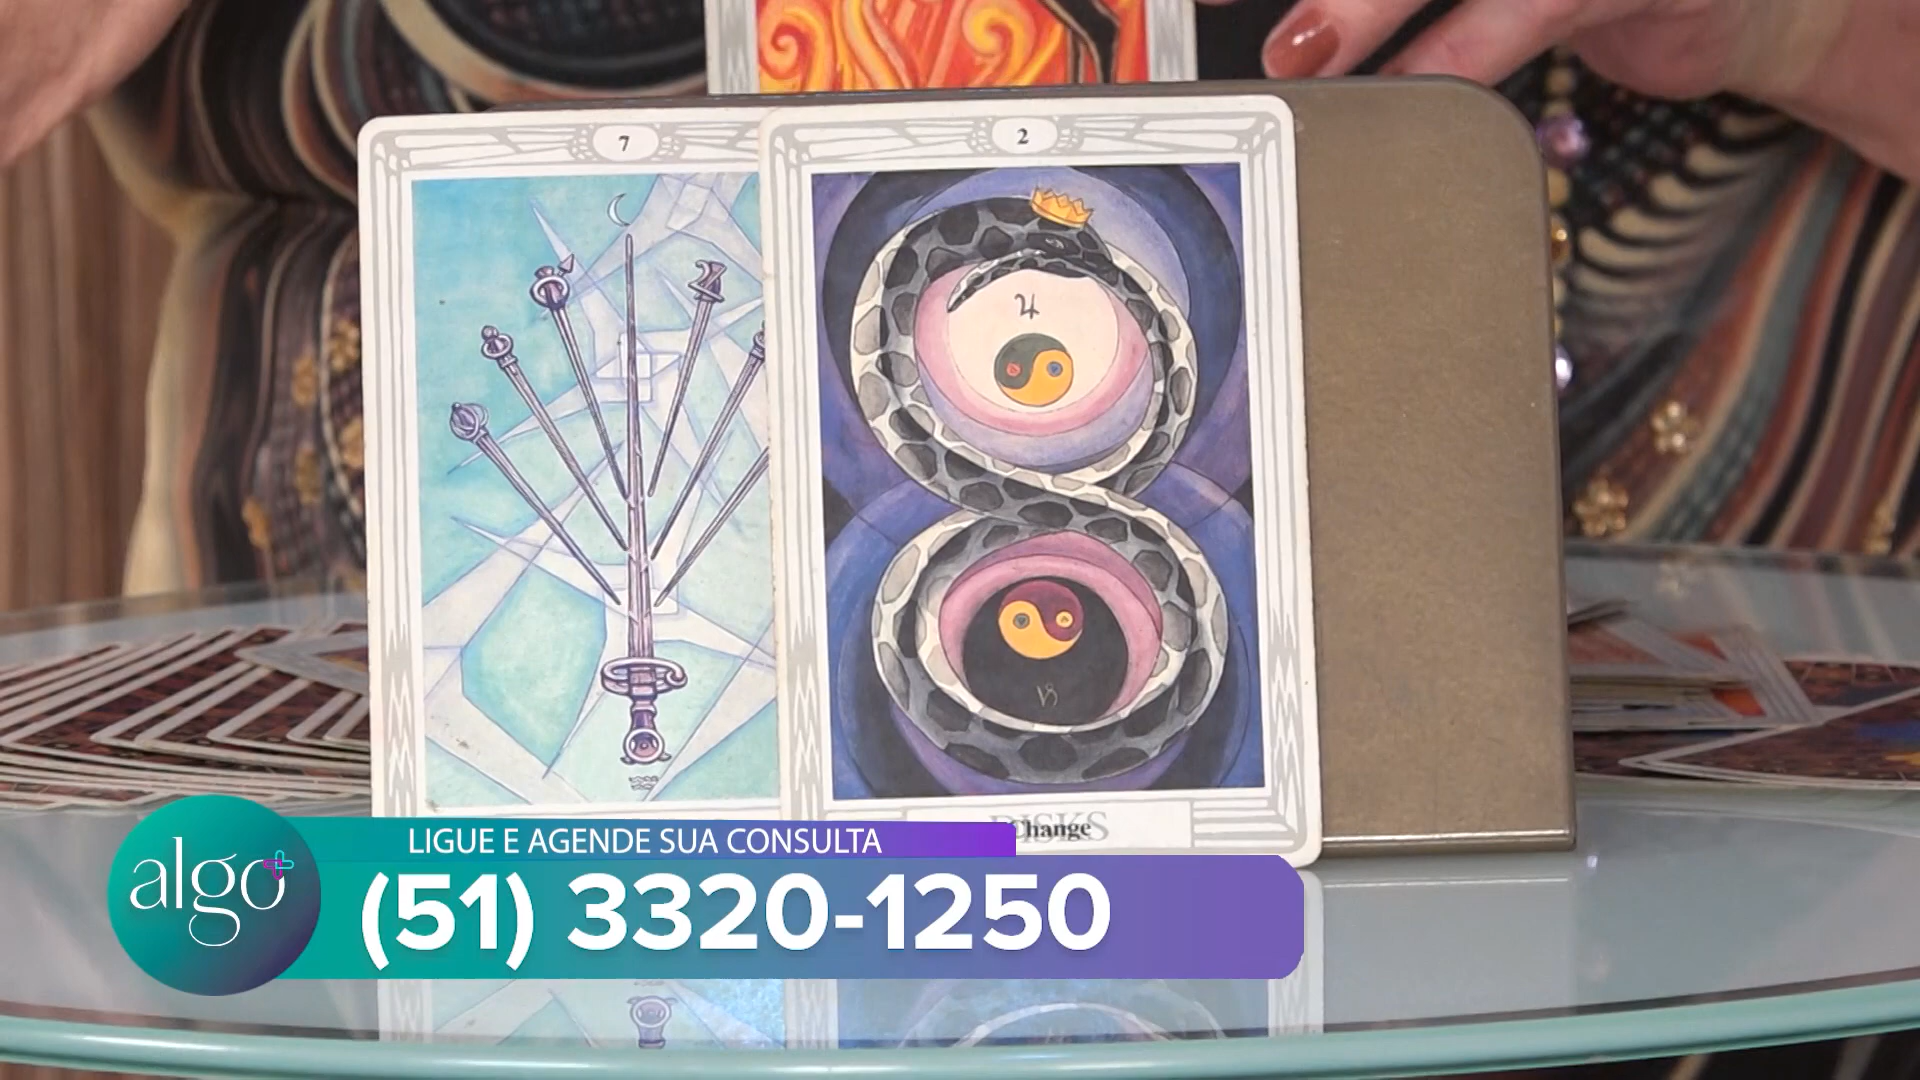 7
2
Change
LIGUE E AGENDE SUA CONSULTA
algo+
(51) 3320-1250